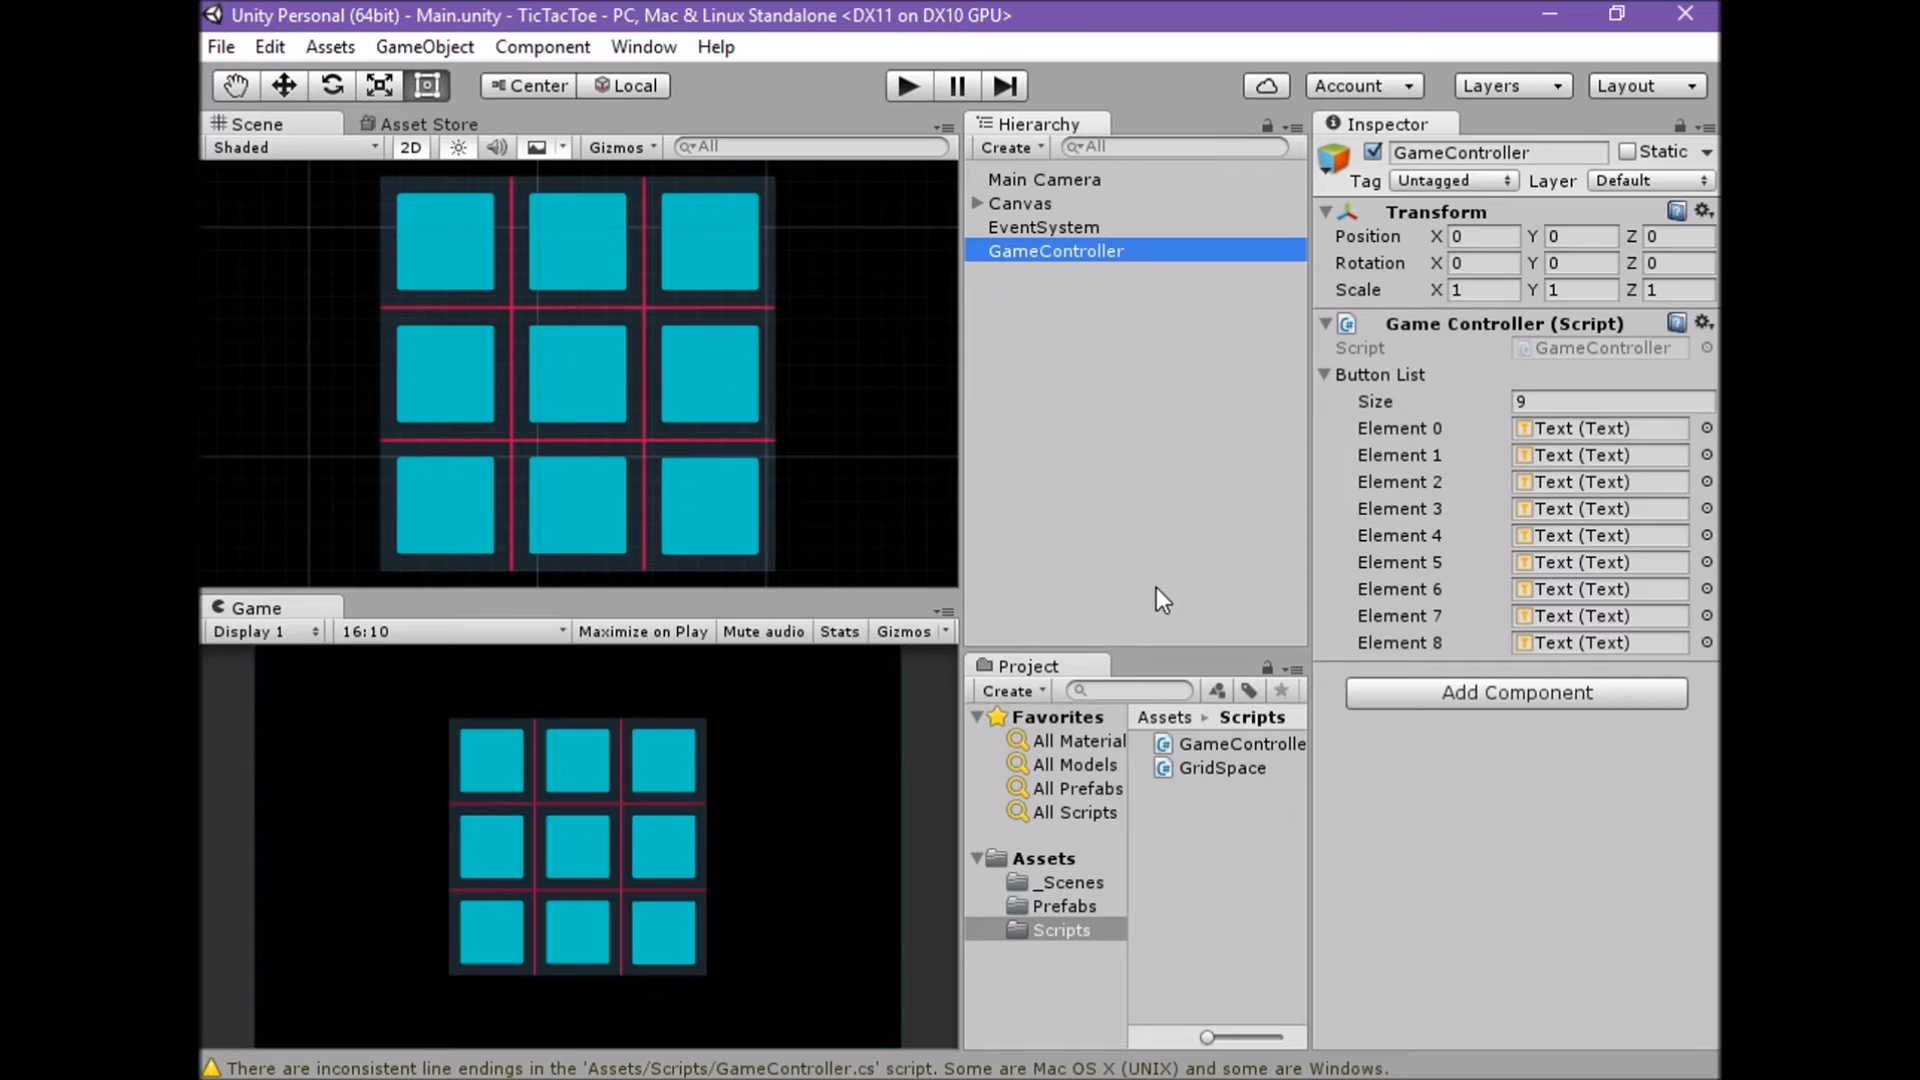 Unity Personal (64bit) - Main.unity - TicTacToe - PC, Mac & Linux Standalone <DX11 on DX10 GPU>
File Edit Assets GameObject Component Window Help
Center Local Account Layers Layout
Scene Asset Store
Shaded 2D Gizmos All
Hierarchy
Create All
Main Camera
Canvas
EventSystem
GameController
Inspector
GameController Static
Tag Untagged Layer Default
Transform
Position X 0 Y 0 Z 0
Rotation X 0 Y 0 Z 0
Scale X 1 Y 1 Z 1
Game Controller (Script)
Script GameController
Button List
Size 9
Element 0 Text (Text)
Element 1 Text (Text)
Element 2 Text (Text)
Element 3 Text (Text)
Element 4 Text (Text)
Element 5 Text (Text)
Element 6 Text (Text)
Element 7 Text (Text)
Element 8 Text (Text)
Add Component
Game
Display 1 16:10 Maximize on Play Mute audio Stats Gizmos
Project
Create
Favorites
All Material
All Models
All Prefabs
All Scripts
Assets
_Scenes
Prefabs
Scripts
Assets Scripts
GameControlle
GridSpace
There are inconsistent line endings in the 'Assets/Scripts/GameController.cs' script. Some are Mac OS X (UNIX) and some are Windows.